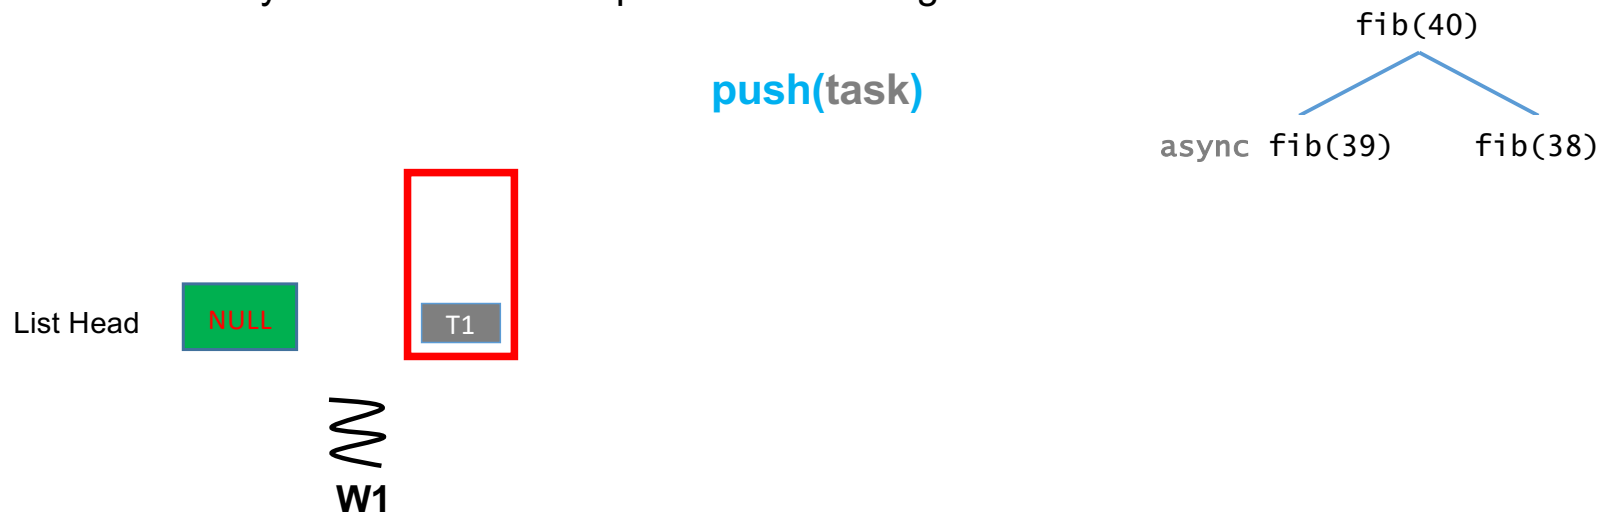 fib(40)
push(task)
async fib(39) fib(38)
List Head NULL T1
W1